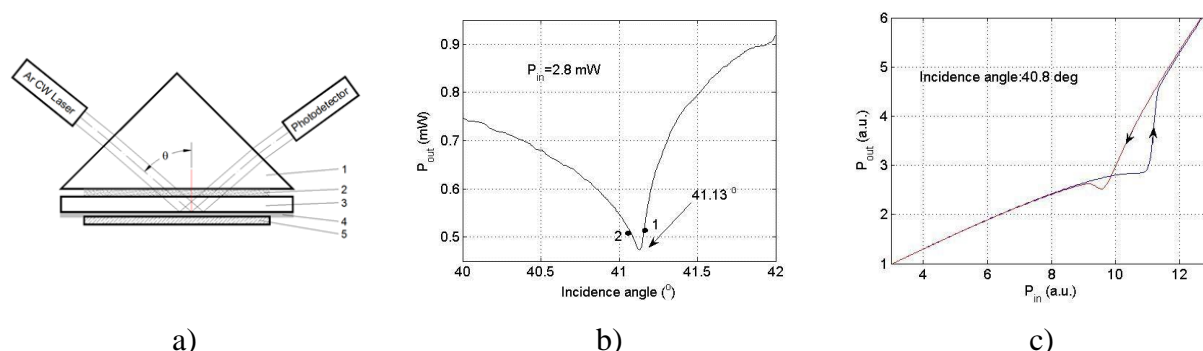 Ar CW Laser
Photodetector
θ
1
2
3
4
5
a)
P_out (mW)
0.9
0.8
0.7
0.6
0.5
P_in=2.8 mW
41.13 °
2
1
40
40.5
41
41.5
42
Incidence angle (°)
b)
P_out (a.u.)
6
5
4
3
2
1
Incidence angle:40.8 deg
4
6
8
10
12
P_in (a.u.)
c)